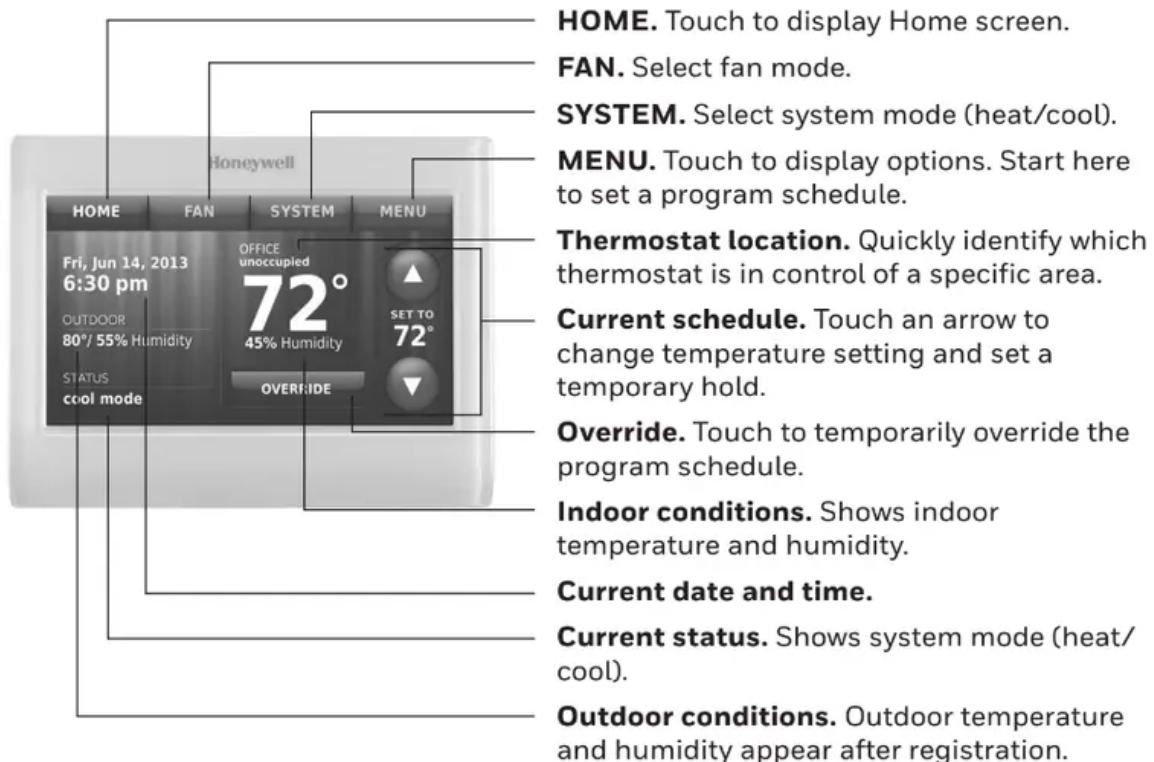 HOME. Touch to display Home screen.
FAN. Select fan mode.
SYSTEM. Select system mode (heat/cool).
MENU. Touch to display options. Start here
to set a program schedule.
Thermostat location. Quickly identify which
thermostat is in control of a specific area.
Current schedule. Touch an arrow to
change temperature setting and set a
temporary hold.
Override. Touch to temporarily override the
program schedule.
Indoor conditions. Shows indoor
temperature and humidity.
Current date and time.
Current status. Shows system mode (heat/
cool).
Outdoor conditions. Outdoor temperature
and humidity appear after registration.
Honeywell
HOME FAN SYSTEM MENU
Fri, Jun 14, 2013
6:30 pm
OUTDOOR
80°/ 55% Humidity
STATUS
cool mode
OFFICE
unoccupied
72°
45% Humidity
OVERRIDE
SET TO
72°